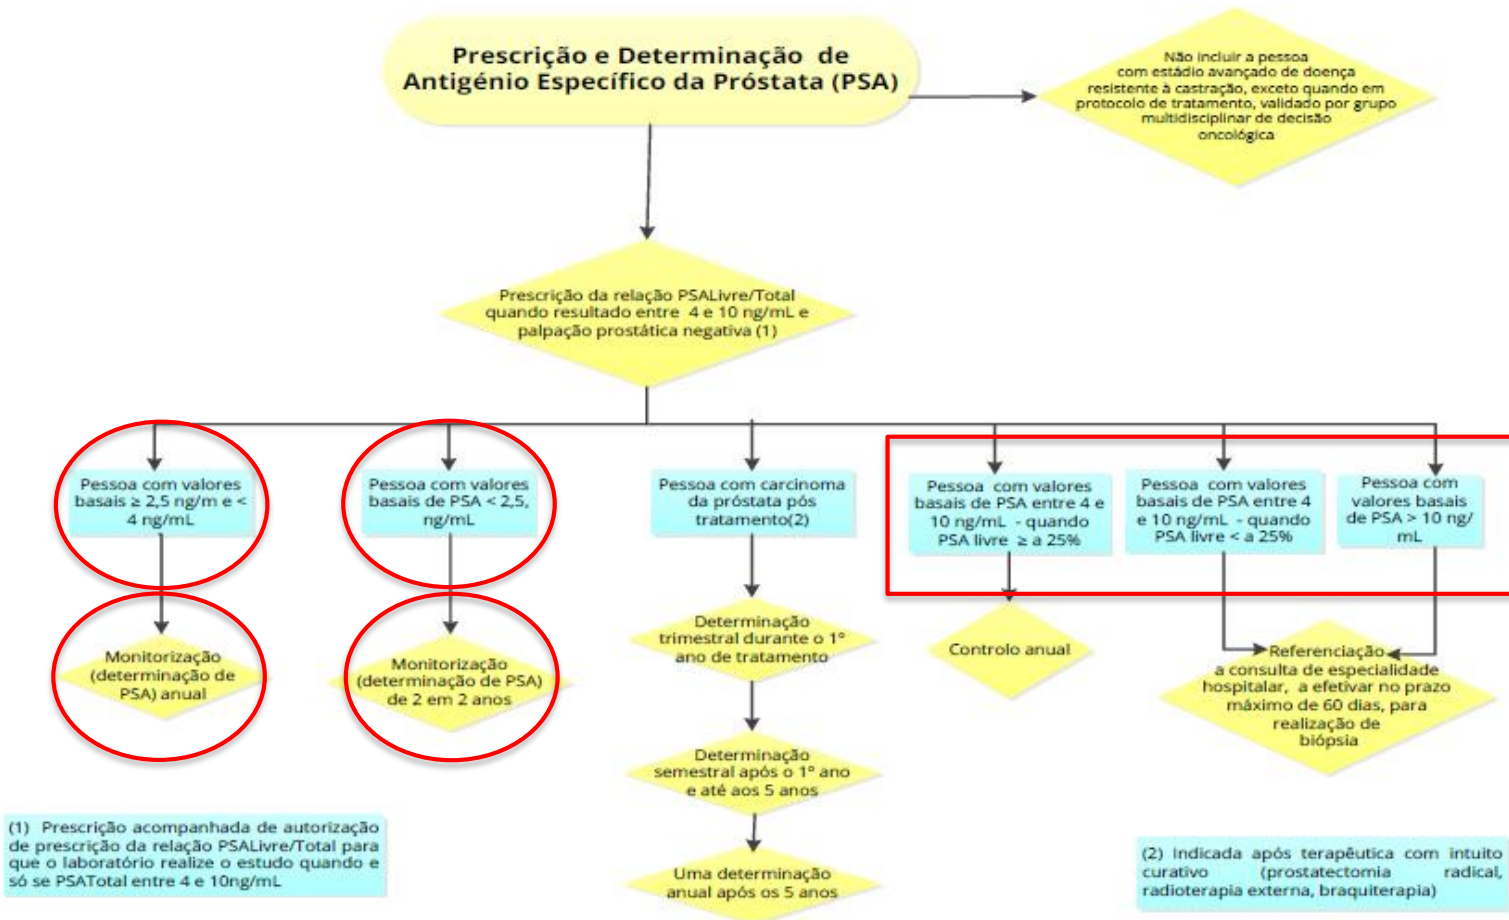 Prescrição e Determinação de
Antigénio Específico da Próstata (PSA)
Não incluir a pessoa
com estádio avançado de doença
resistente à castração, exceto quando em
protocolo de tratamento, validado por grupo
multidisciplinar de decisão
oncológica
Prescrição da relação PSALivre/Total
quando resultado entre 4 e 10 ng/mL e
palpação prostática negativa (1)
Pessoa com valores
basais ≥ 2,5 ng/m e <
4 ng/mL
Pessoa com valores
basais de PSA < 2,5,
ng/mL
Pessoa com carcinoma
da próstata pós
tratamento(2)
Pessoa com valores
basais de PSA entre 4 e
10 ng/mL - quando
PSA livre ≥ a 25%
Pessoa com valores
basais de PSA entre 4
e 10 ng/mL - quando
PSA livre < a 25%
Pessoa com
valores basais
de PSA > 10 ng/
mL
Monitorização
(determinação de
PSA) anual
Monitorização
(determinação de PSA)
de 2 em 2 anos
Determinação
trimestral durante o 1º
ano de tratamento
Controlo anual
Referenciação
a consulta de especialidade
hospitalar, a efetivar no prazo
máximo de 60 dias, para
realização de
biópsia
Determinação
semestral após o 1º ano
e até aos 5 anos
Uma determinação
anual após os 5 anos
(1) Prescrição acompanhada de autorização
de prescrição da relação PSALivre/Total para
que o laboratório realize o estudo quando e
só se PSATotal entre 4 e 10ng/mL
(2) Indicada após terapêutica com intuito
curativo (prostatectomia radical,
radioterapia externa, braquiterapia)